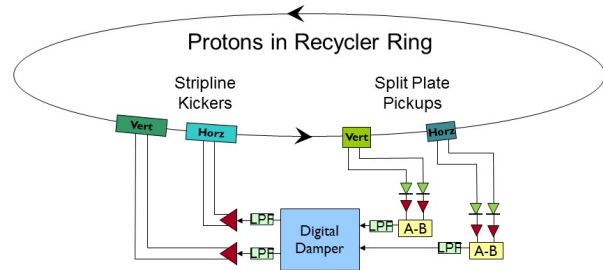 Protons in Recycler Ring
Stripline
Kickers
Split Plate
Pickups
Vert
Horz
Vert
Horz
LPF
LPF
Digital
Damper
LPF
A-B
LPF
A-B